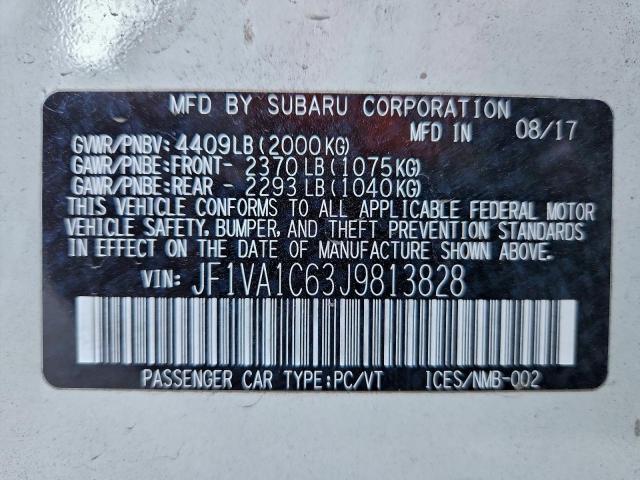 MFD BY SUBARU CORPORATION
MFD IN 08/17
GVWR/PNBV: 4409LB(2000KG)
GAWR/PNBE:FRONT- 2370LB(1075KG)
GAWR/PNBE:REAR - 2293LB(1040KG)
THIS VEHICLE CONFORMS TO ALL APPLICABLE FEDERAL MOTOR
VEHICLE SAFETY, BUMPER, AND THEFT PREVENTION STANDARDS
IN EFFECT ON THE DATE OF MANUFACTURE SHOWN ABOVE.
VIN: JF1VA1C63J9813828
PASSENGER CAR TYPE:PC/VT ICES/NMB-002